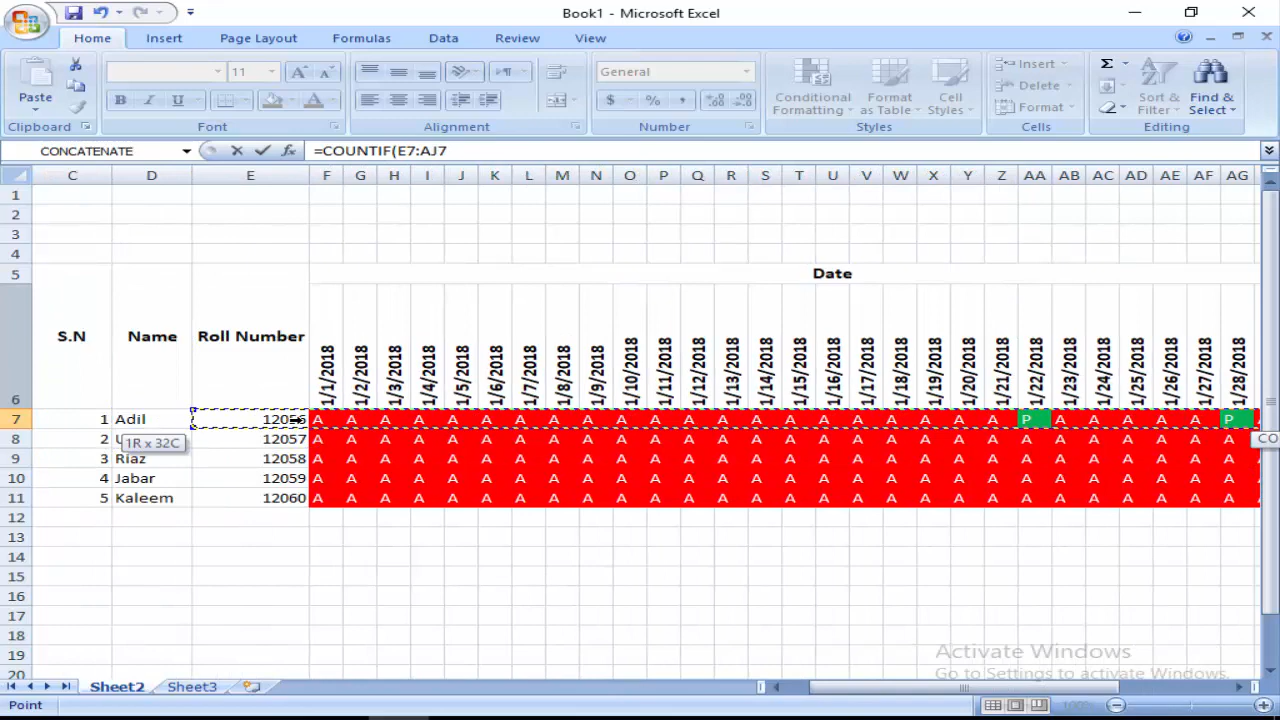 Book1 - Microsoft Excel
Home Insert Page Layout Formulas Data Review View
Paste
Clipboard
11
B I U A
Font
Alignment
General
$ % ,
Number
Conditional Formatting
Format as Table
Cell Styles
Styles
Insert
Delete
Format
Cells
Σ
Sort & Filter
Find & Select
Editing
CONCATENATE fx =COUNTIF(E7:AJ7
C D E F G H I J K L M N O P Q R S T U V W X Y Z AA AB AC AD AE AF AG
1
2
3
4
5 Date
6 S.N Name Roll Number 1/1/2018 1/2/2018 1/3/2018 1/4/2018 1/5/2018 1/6/2018 1/7/2018 1/8/2018 1/9/2018 1/10/2018 1/11/2018 1/12/2018 1/13/2018 1/14/2018 1/15/2018 1/16/2018 1/17/2018 1/18/2018 1/19/2018 1/20/2018 1/21/2018 1/22/2018 1/23/2018 1/24/2018 1/25/2018 1/26/2018 1/27/2018 1/28/2018
7 1 Adil 12056 A A A A A A A A A A A A A A A A A A A A A P A A A A A P
1R x 32C
CO
8 2 U 12057 A A A A A A A A A A A A A A A A A A A A A A A A A A A A
9 3 Riaz 12058 A A A A A A A A A A A A A A A A A A A A A A A A A A A A
10 4 Jabar 12059 A A A A A A A A A A A A A A A A A A A A A A A A A A A A
11 5 Kaleem 12060 A A A A A A A A A A A A A A A A A A A A A A A A A A A A
12
13
14
15
16
17
18
19
20
Activate Windows
Go to Settings to activate Windows.
Sheet2 Sheet3
Point
100%